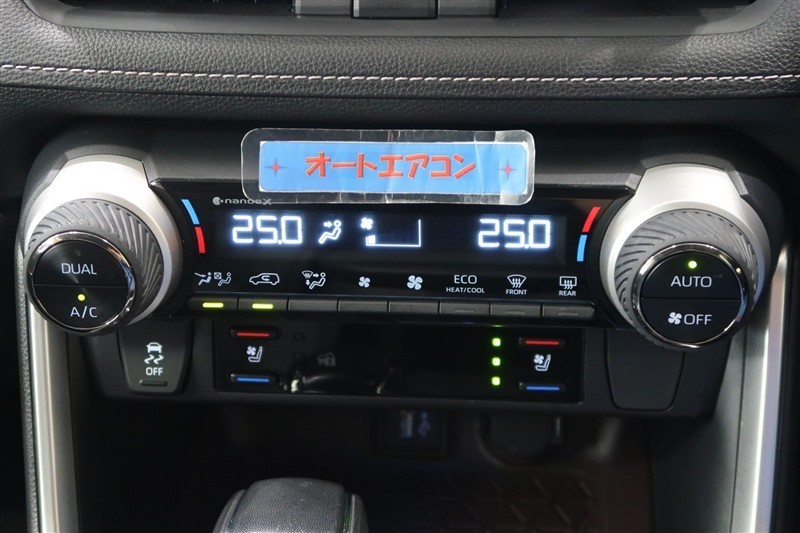 オートエアコン
nanoeX
25.0
25.0
DUAL
A/C
ECO
HEAT/COOL
FRONT
REAR
AUTO
OFF
OFF